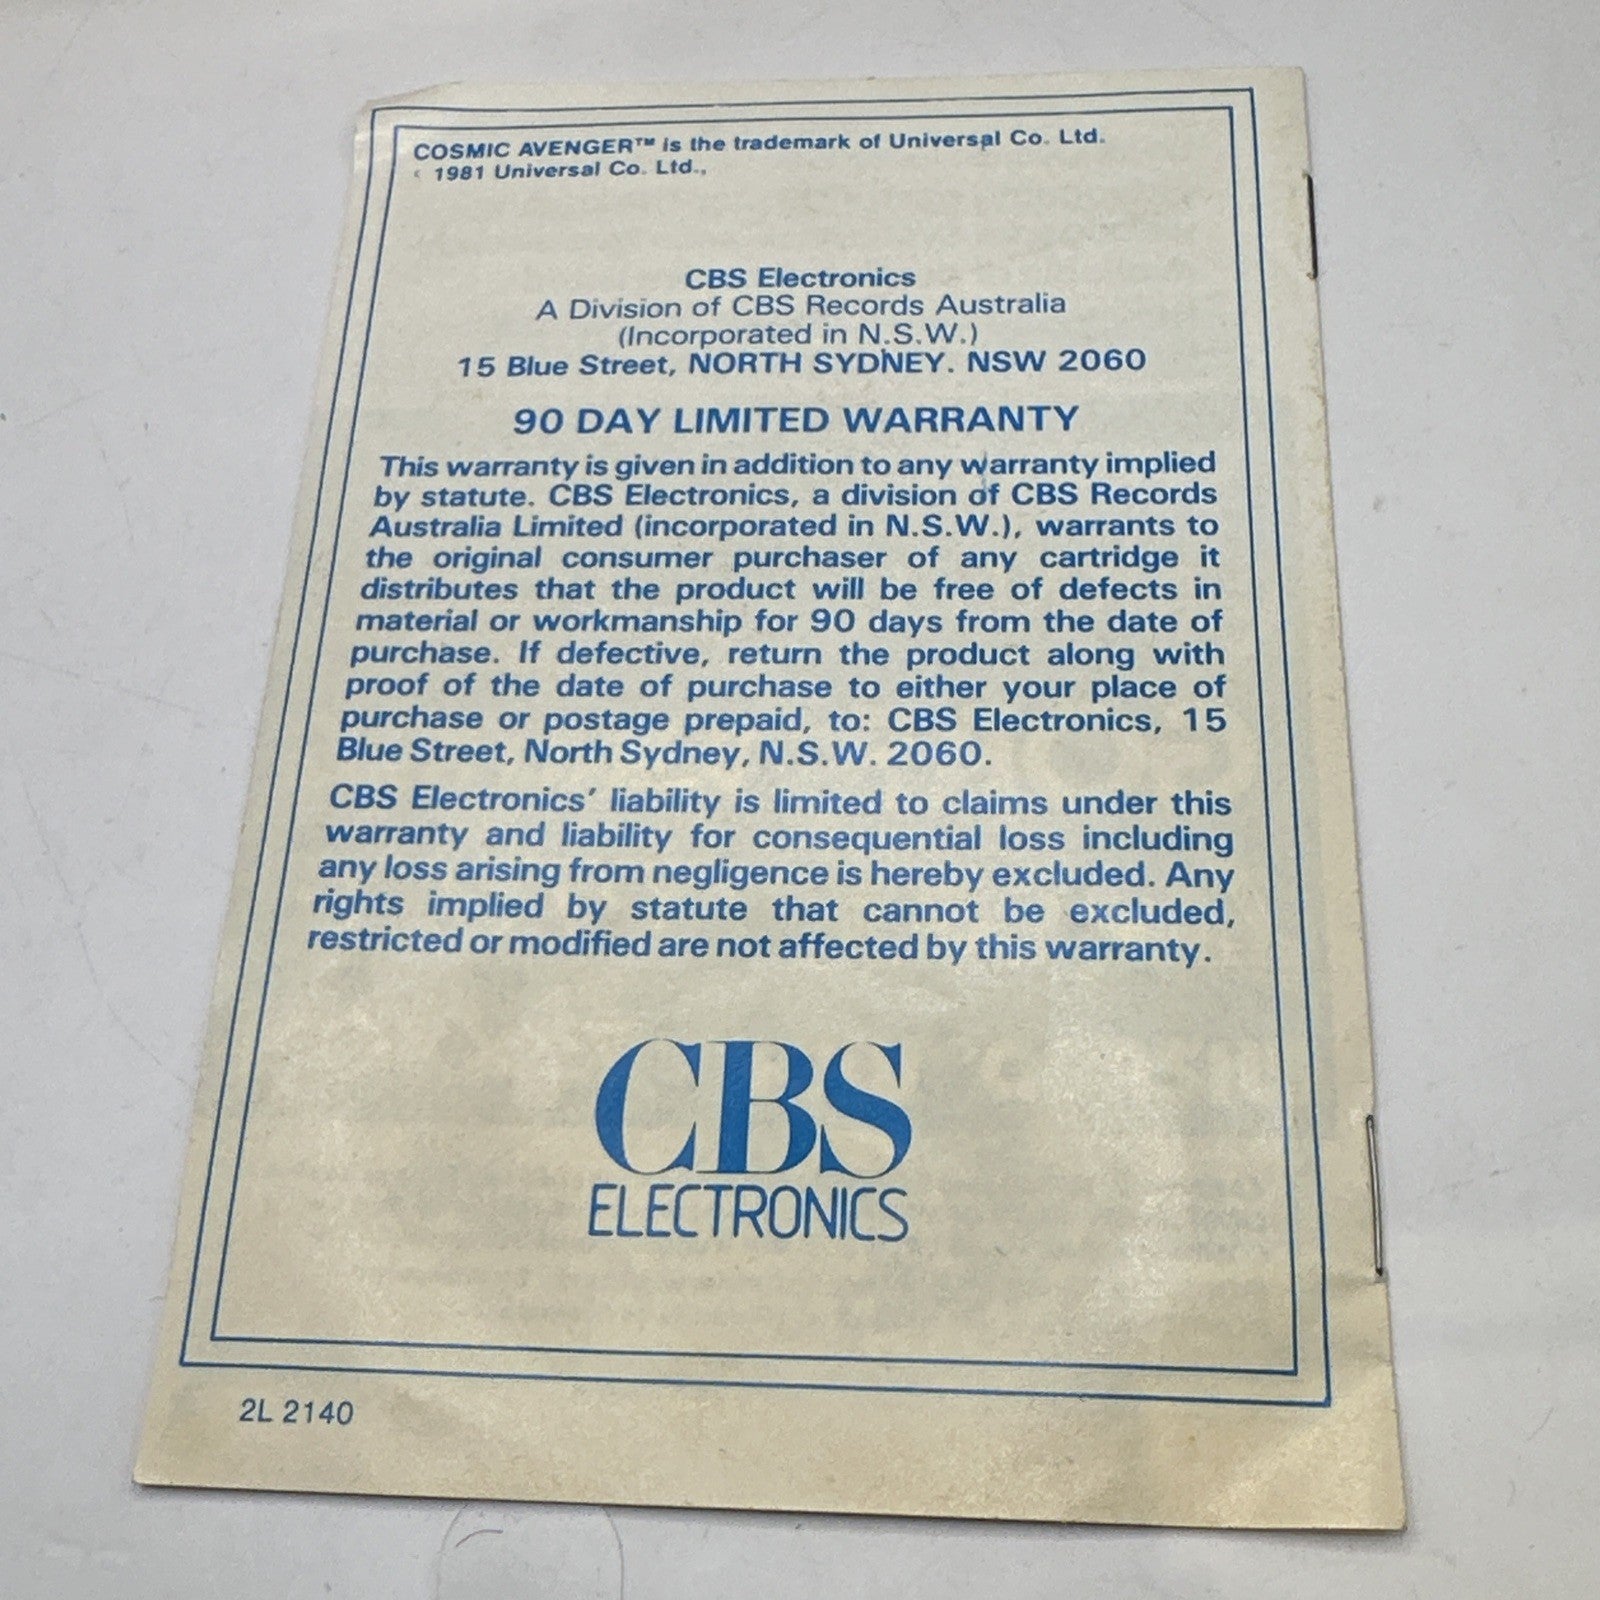 COSMIC AVENGER™ is the trademark of Universal Co. Ltd.
© 1981 Universal Co. Ltd.,
CBS Electronics
A Division of CBS Records Australia
(Incorporated in N.S.W.)
15 Blue Street, NORTH SYDNEY. NSW 2060
90 DAY LIMITED WARRANTY
This warranty is given in addition to any warranty implied
by statute. CBS Electronics, a division of CBS Records
Australia Limited (incorporated in N.S.W.), warrants to
the original consumer purchaser of any cartridge it
distributes that the product will be free of defects in
material or workmanship for 90 days from the date of
purchase. If defective, return the product along with
proof of the date of purchase to either your place of
purchase or postage prepaid, to: CBS Electronics, 15
Blue Street, North Sydney, N.S.W. 2060.
CBS Electronics' liability is limited to claims under this
warranty and liability for consequential loss including
any loss arising from negligence is hereby excluded. Any
rights implied by statute that cannot be excluded,
restricted or modified are not affected by this warranty.
CBS
ELECTRONICS
2L 2140